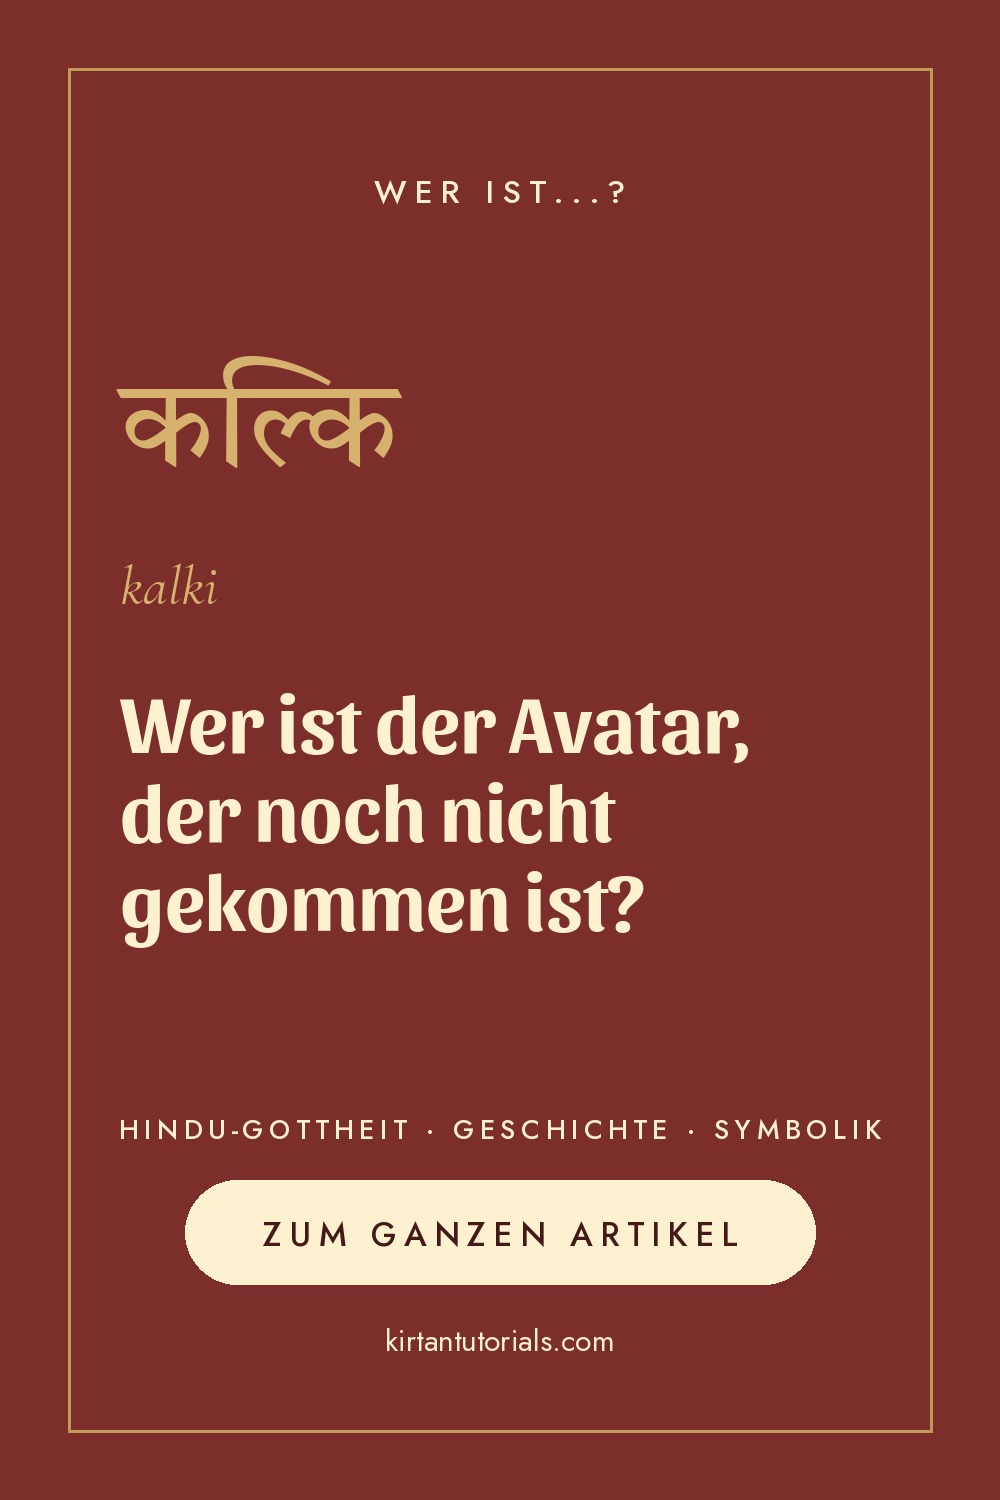 WER IST...?
कल्कि
kalki
Wer ist der Avatar,
der noch nicht
gekommen ist?
HINDU-GOTTHEIT · GESCHICHTE · SYMBOLIK
ZUM GANZEN ARTIKEL
kirtantutorials.com